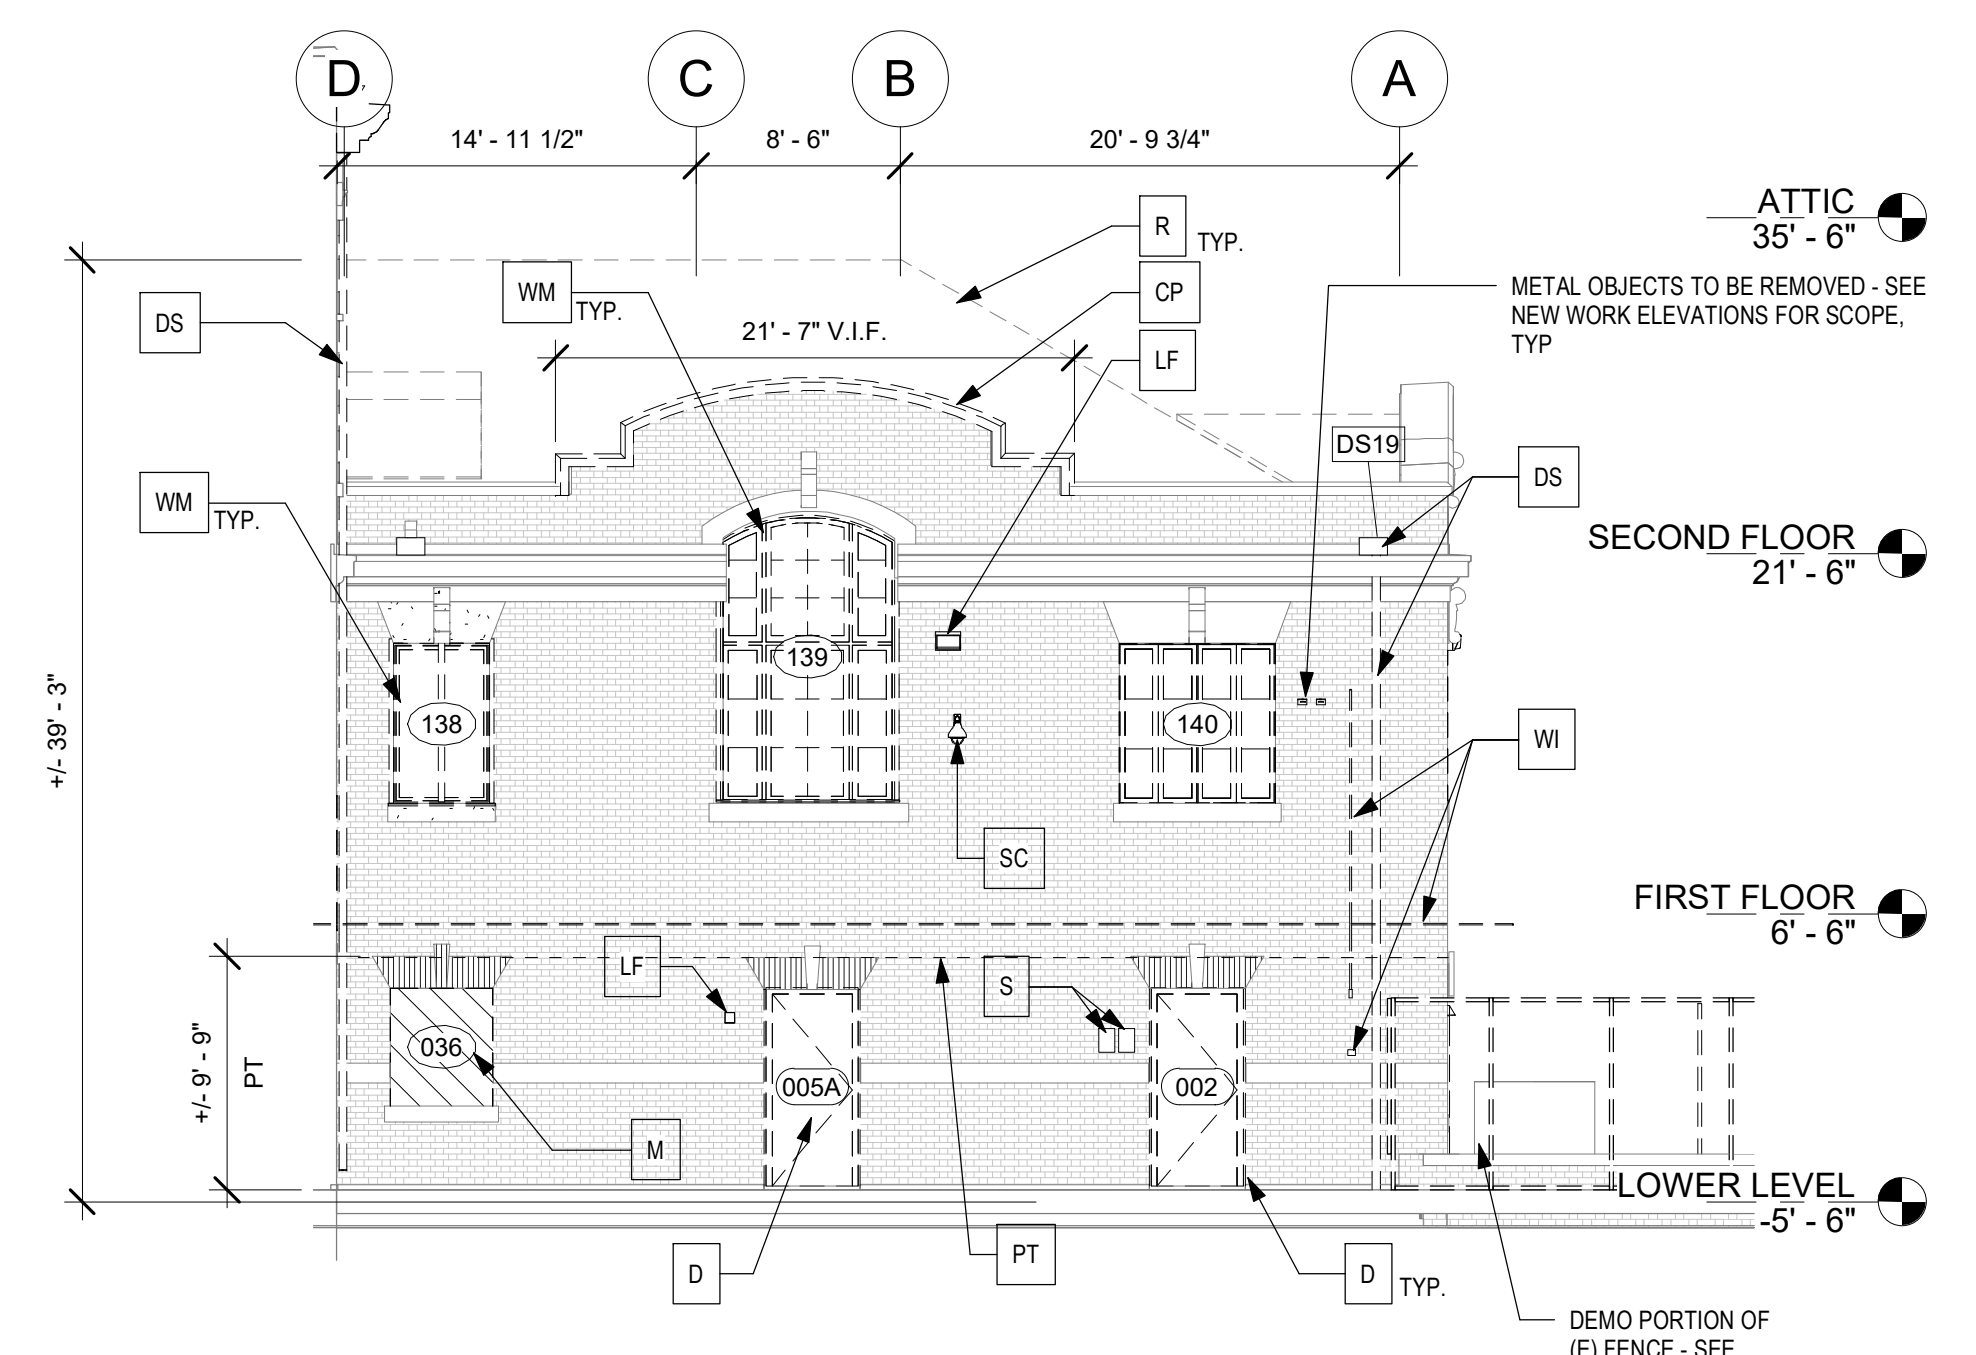 D
C
B
A
14' - 11 1/2"
8' - 6"
20' - 9 3/4"
ATTIC
35' - 6"
R
TYP.
METAL OBJECTS TO BE REMOVED - SEE
NEW WORK ELEVATIONS FOR SCOPE,
TYP
WM
TYP.
CP
DS
21' - 7" V.I.F.
LF
DS19
DS
WM
TYP.
SECOND FLOOR
21' - 6"
139
138
140
+/- 39' - 3"
WI
SC
FIRST FLOOR
6' - 6"
LF
S
036
+/- 9' - 9"
PT
005A
002
M
LOWER LEVEL
-5' - 6"
D
PT
D
TYP.
DEMO PORTION OF
(E) FENCE - SEE